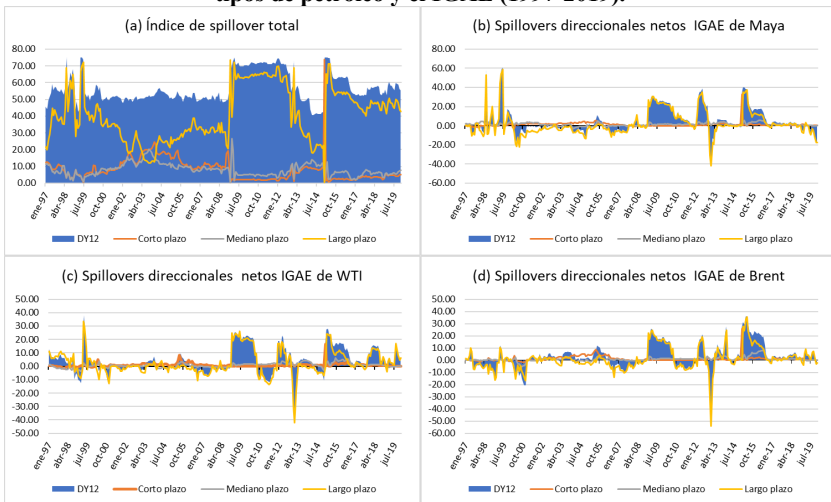 tipos de petróleo y el IGAE (1997-2019).
(a) Índice de spillover total
80.00
70.00
60.00
50.00
40.00
30.00
20.00
10.00
0.00
ene-97
abr-98
jul-99
oct-00
ene-02
abr-03
jul-04
oct-05
ene-07
abr-08
jul-09
oct-10
ene-12
abr-13
jul-14
oct-15
ene-17
abr-18
jul-19
DY12 Corto plazo Mediano plazo Largo plazo
(b) Spillovers direccionales netos IGAE de Maya
80.00
60.00
40.00
20.00
0.00
-20.00
-40.00
-60.00
ene-97
abr-98
jul-99
oct-00
ene-02
abr-03
jul-04
oct-05
ene-07
abr-08
jul-09
oct-10
ene-12
abr-13
jul-14
oct-15
ene-17
abr-18
jul-19
DY12 Corto plazo Mediano plazo Largo plazo
(c) Spillovers direccionales netos IGAE de WTI
50.00
40.00
30.00
20.00
10.00
0.00
-10.00
-20.00
-30.00
-40.00
-50.00
ene-97
abr-98
jul-99
oct-00
ene-02
abr-03
jul-04
oct-05
ene-07
abr-08
jul-09
oct-10
ene-12
abr-13
jul-14
oct-15
ene-17
abr-18
jul-19
DY12 Corto plazo Mediano plazo Largo plazo
(d) Spillovers direccionales netos IGAE de Brent
50.00
40.00
30.00
20.00
10.00
0.00
-10.00
-20.00
-30.00
-40.00
-50.00
-60.00
ene-97
abr-98
jul-99
oct-00
ene-02
abr-03
jul-04
oct-05
ene-07
abr-08
jul-09
oct-10
ene-12
abr-13
jul-14
oct-15
ene-17
abr-18
jul-19
DY12 Corto plazo Mediano plazo Largo plazo